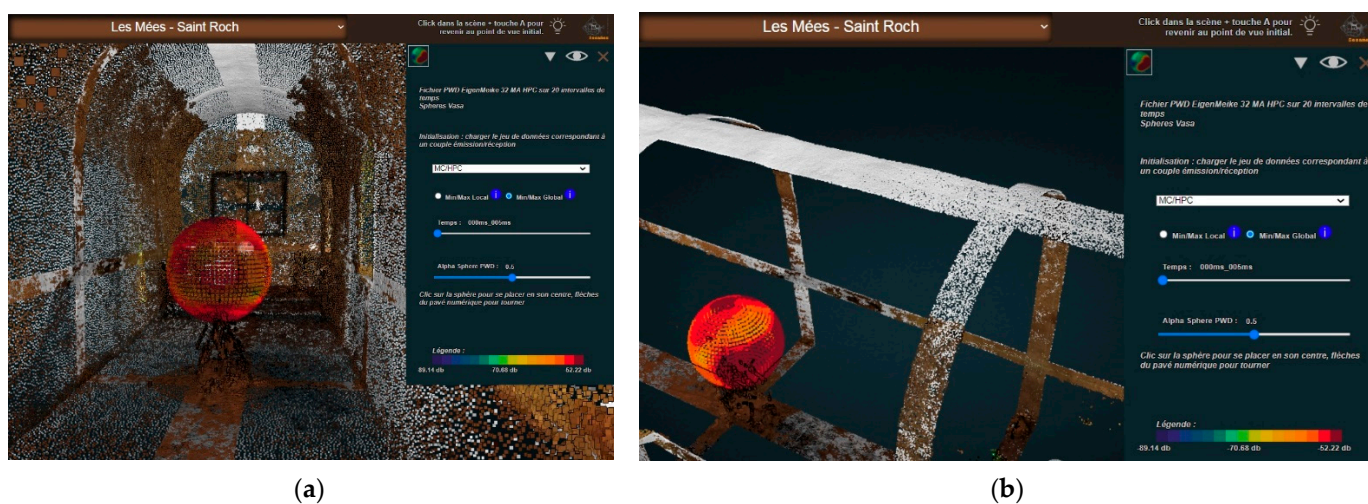 Les Mées - Saint Roch
Click dans la scène + touche A pour
revenir au point de vue initial.
Fichier PWD EigenMeike 32 MA HPC sur 20 intervalles de
temps
Spheres Vasa
Initialisation : charger le jeu de données correspondant à
un couple émission/réception
MC/HPC
Min/Max Local i Min/Max Global i
Temps : 000ms_005ms
Alpha Sphere PWD : 0.5
Clic sur la sphère pour se placer en son centre, flèches
du pavé numérique pour tourner
Légende :
-89.14 db -70.68 db -52.22 db
(a)
Les Mées - Saint Roch
Click dans la scène + touche A pour
revenir au point de vue initial.
Fichier PWD EigenMeike 32 MA HPC sur 20 intervalles de
temps
Spheres Vasa
Initialisation : charger le jeu de données correspondant à
un couple émission/réception
MC/HPC
Min/Max Local i Min/Max Global i
Temps : 000ms_005ms
Alpha Sphere PWD : 0.5
Clic sur la sphère pour se placer en son centre, flèches
du pavé numérique pour tourner
Légende :
-89.14 db -70.68 db -52.22 db
(b)